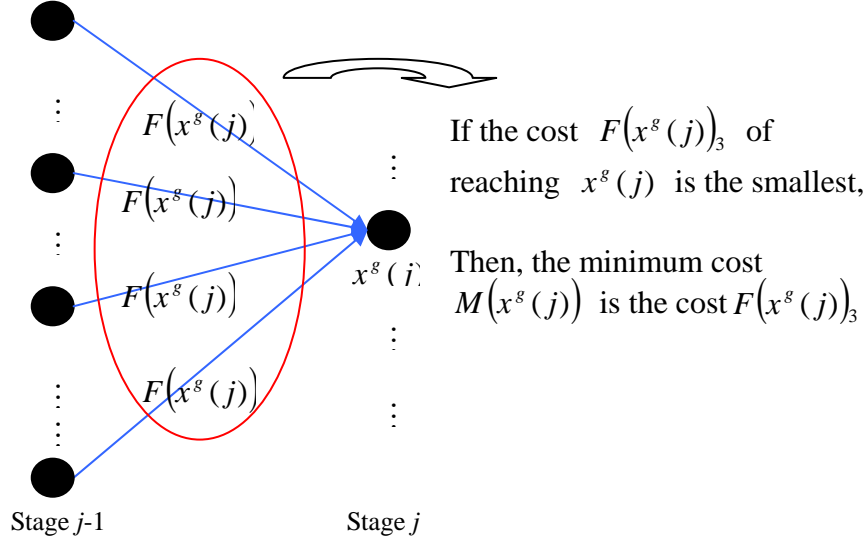 F(x^g(j))
F(x^g(j))
F(x^g(j))
F(x^g(j))
x^g(j)
Stage j-1
Stage j
If the cost F(x^g(j))_3 of
reaching x^g(j) is the smallest,
Then, the minimum cost
M(x^g(j)) is the cost F(x^g(j))_3